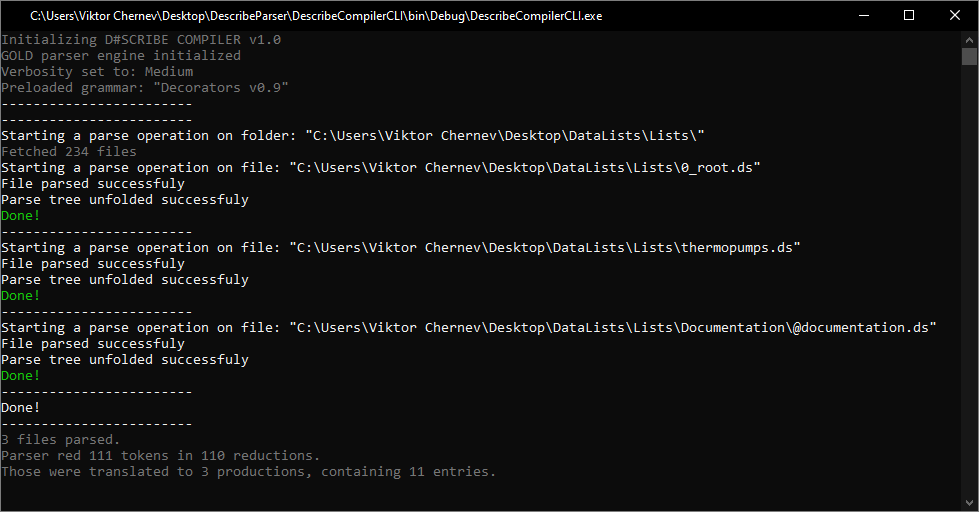 C:\Users\Viktor Chernev\Desktop\DescribeParser\DescribeCompilerCLI\bin\Debug\DescribeCompilerCLI.exe
Initializing D#SCRIBE COMPILER v1.0
GOLD parser engine initialized
Verbosity set to: Medium
Preloaded grammar: "Decorators v0.9"
------------------------
------------------------
Starting a parse operation on folder: "C:\Users\Viktor Chernev\Desktop\DataLists\Lists\"
Fetched 234 files
Starting a parse operation on file: "C:\Users\Viktor Chernev\Desktop\DataLists\Lists\0_root.ds"
File parsed successfuly
Parse tree unfolded successfuly
Done!
------------------------
Starting a parse operation on file: "C:\Users\Viktor Chernev\Desktop\DataLists\Lists\thermopumps.ds"
File parsed successfuly
Parse tree unfolded successfuly
Done!
------------------------
Starting a parse operation on file: "C:\Users\Viktor Chernev\Desktop\DataLists\Lists\Documentation\@documentation.ds"
File parsed successfuly
Parse tree unfolded successfuly
Done!
------------------------
Done!
------------------------
3 files parsed.
Parser red 111 tokens in 110 reductions.
Those were translated to 3 productions, containing 11 entries.